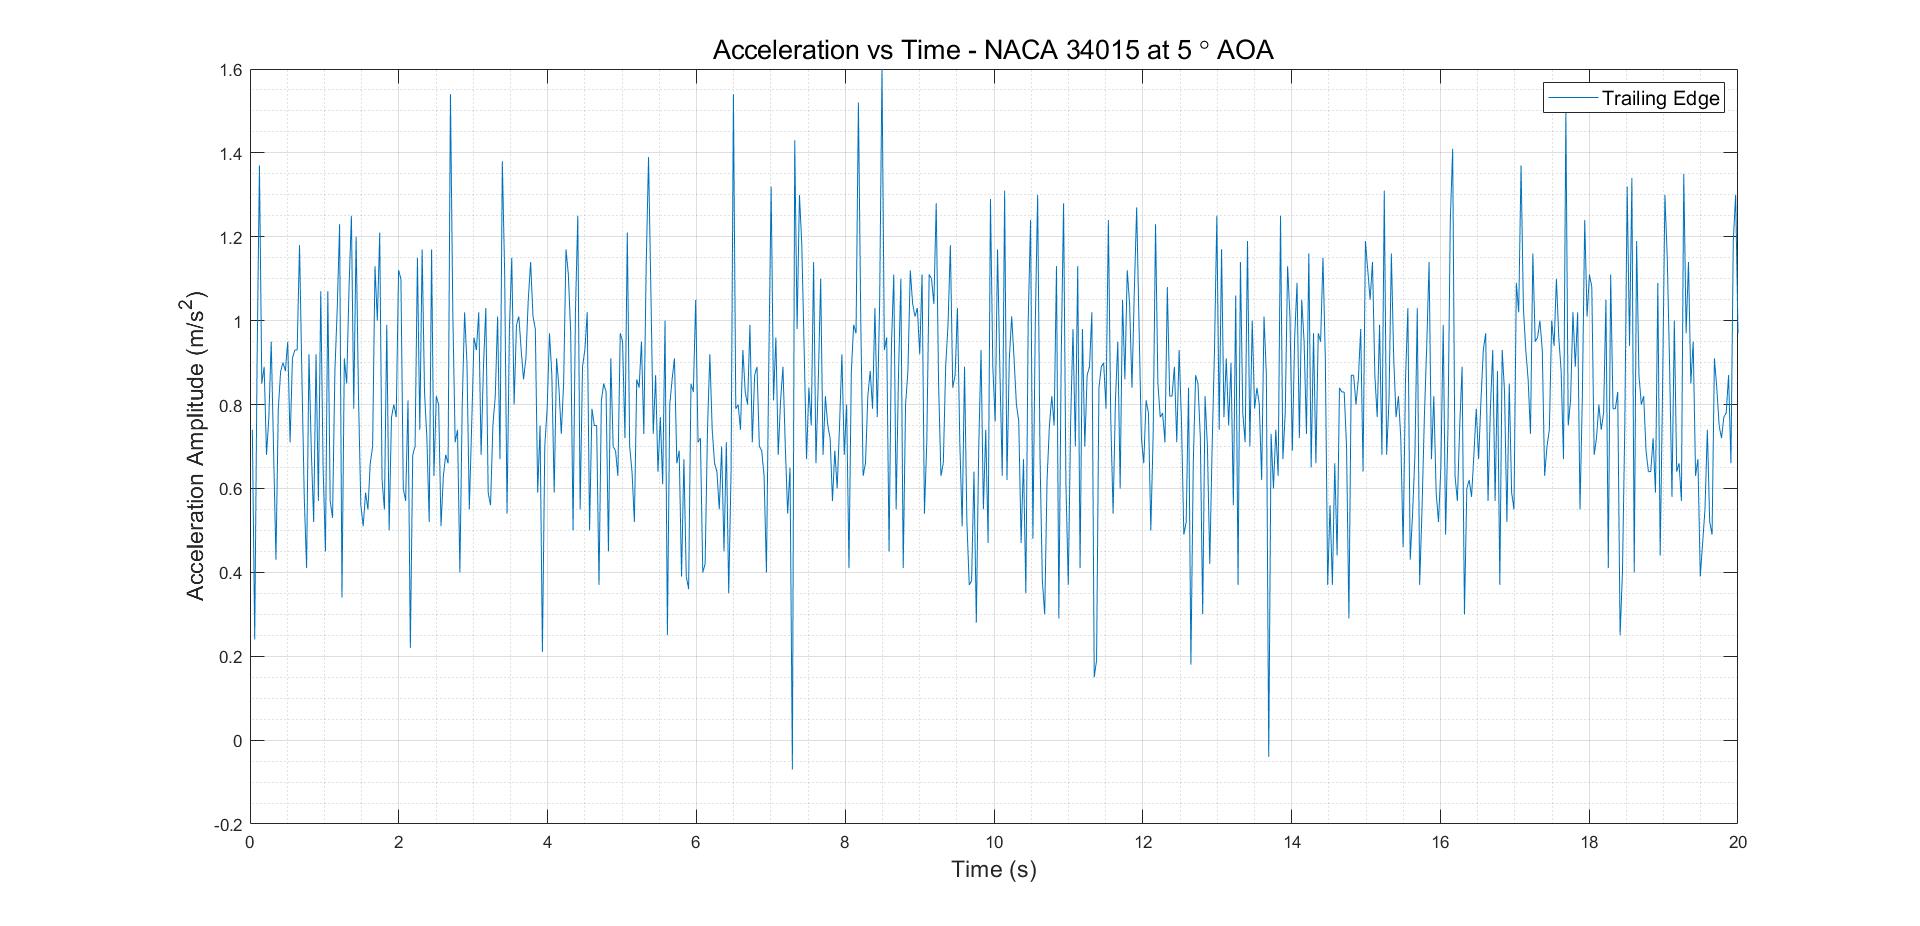 Acceleration vs Time - NACA 34015 at 5 ° AOA
Trailing Edge
Acceleration Amplitude (m/s²)
1.6
1.4
1.2
1
0.8
0.6
0.4
0.2
0
-0.2
0 2 4 6 8 10 12 14 16 18 20
Time (s)